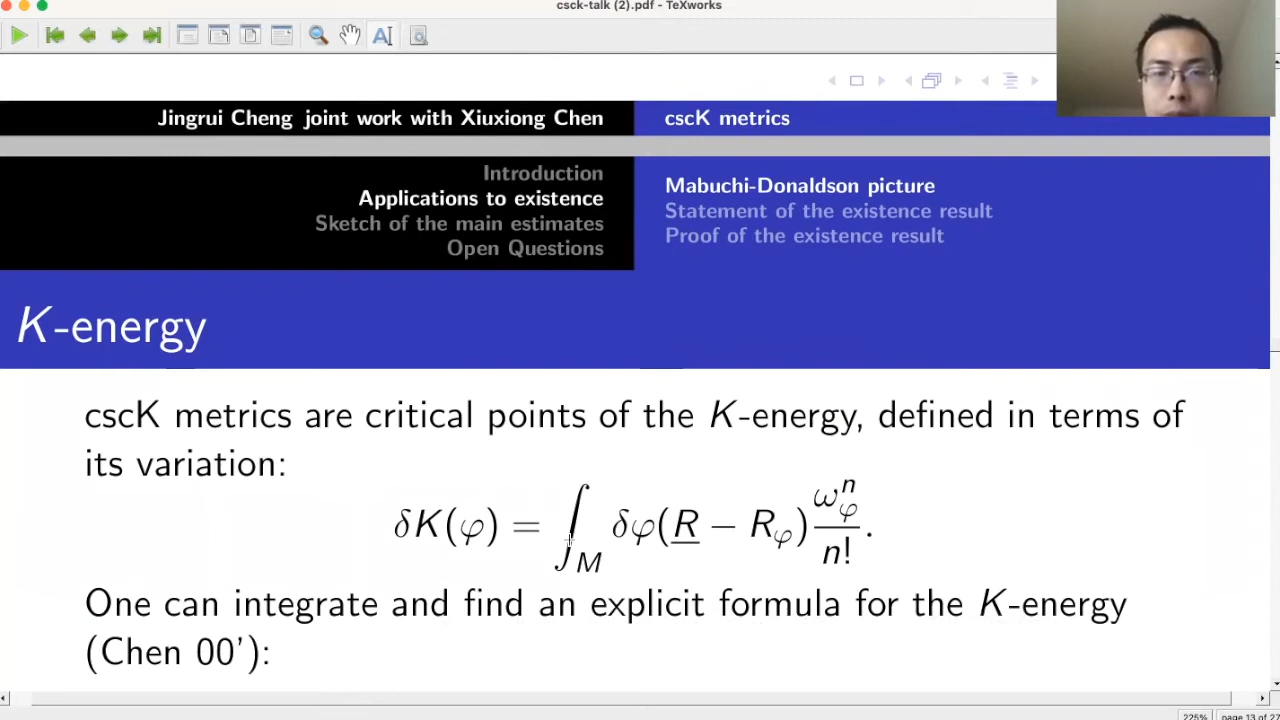 csck-talk (2).pdf - TeXworks
Jingrui Cheng joint work with Xiuxiong Chen
cscK metrics
Introduction
Applications to existence
Sketch of the main estimates
Open Questions
Mabuchi-Donaldson picture
Statement of the existence result
Proof of the existence result
K-energy
cscK metrics are critical points of the K-energy, defined in terms of
its variation:
δK(φ) = ∫_M δφ(R̲ − R_φ) ω_φ^n / n!.
One can integrate and find an explicit formula for the K-energy
(Chen 00'):
225% page 13 of 27